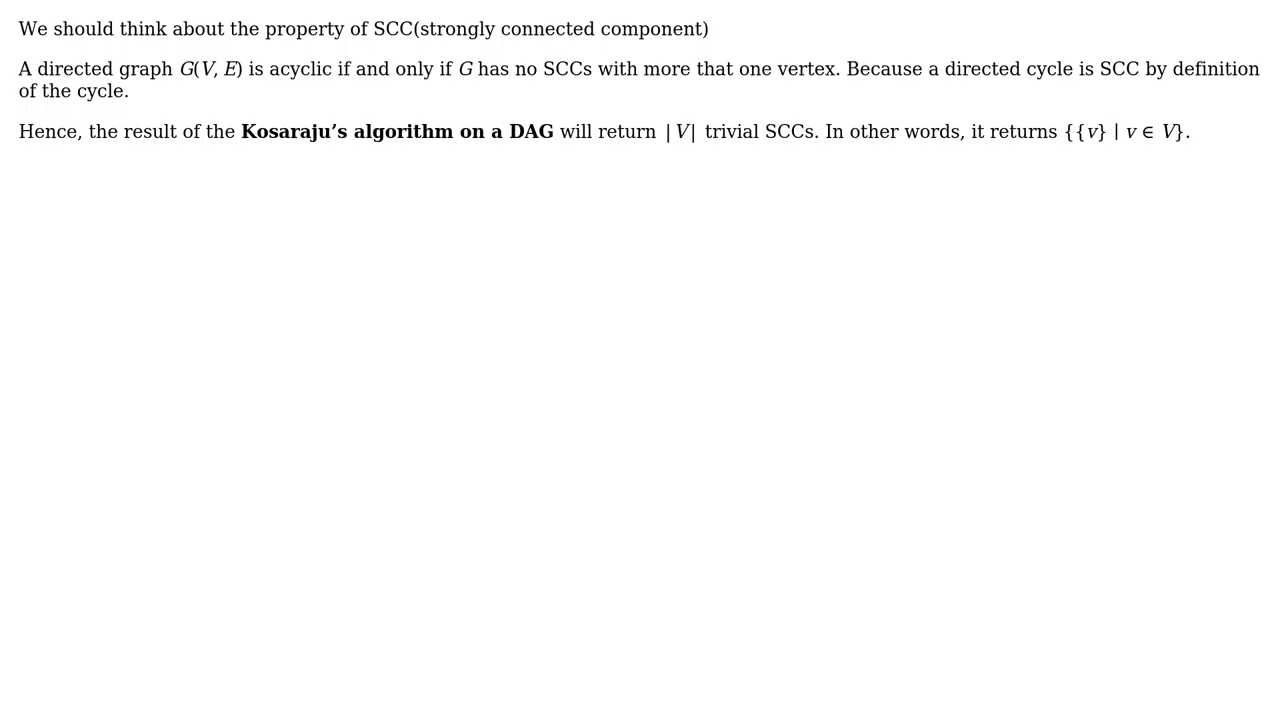 We should think about the property of SCC(strongly connected component)
A directed graph G(V, E) is acyclic if and only if G has no SCCs with more that one vertex. Because a directed cycle is SCC by definition
of the cycle.
Hence, the result of the Kosaraju’s algorithm on a DAG will return |V| trivial SCCs. In other words, it returns {{v} ∣ v ∈ V}.